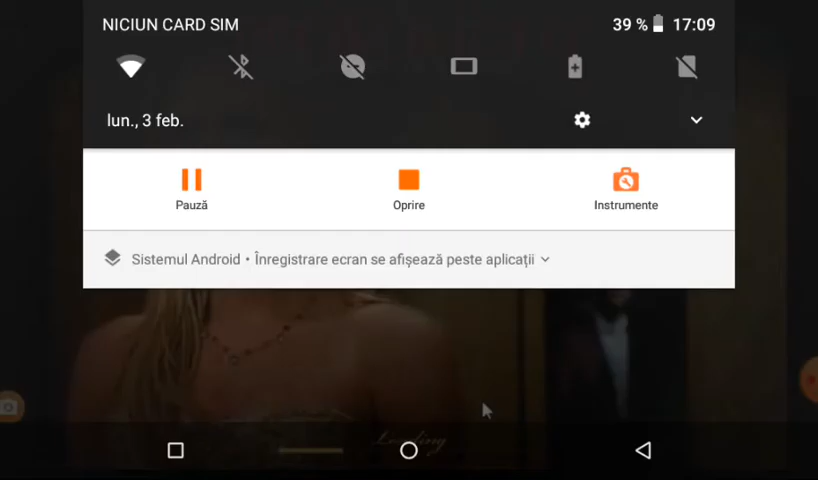 NICIUN CARD SIM
39 % 17:09
lun., 3 feb.
Pauză
Oprire
Instrumente
Sistemul Android • Înregistrare ecran se afișează peste aplicații
Loading